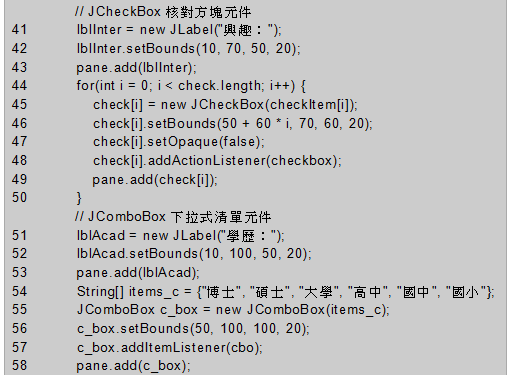 // JCheckBox 核對方塊元件
41 lblInter = new JLabel("興趣：");
42 lblInter.setBounds(10, 70, 50, 20);
43 pane.add(lblInter);
44 for(int i = 0; i < check.length; i++) {
45 check[i] = new JCheckBox(checkItem[i]);
46 check[i].setBounds(50 + 60 * i, 70, 60, 20);
47 check[i].setOpaque(false);
48 check[i].addActionListener(checkbox);
49 pane.add(check[i]);
50 }
// JComboBox 下拉式清單元件
51 lblAcad = new JLabel("學歷：");
52 lblAcad.setBounds(10, 100, 50, 20);
53 pane.add(lblAcad);
54 String[] items_c = {"博士", "碩士", "大學", "高中", "國中", "國小"};
55 JComboBox c_box = new JComboBox(items_c);
56 c_box.setBounds(50, 100, 100, 20);
57 c_box.addItemListener(cbo);
58 pane.add(c_box);